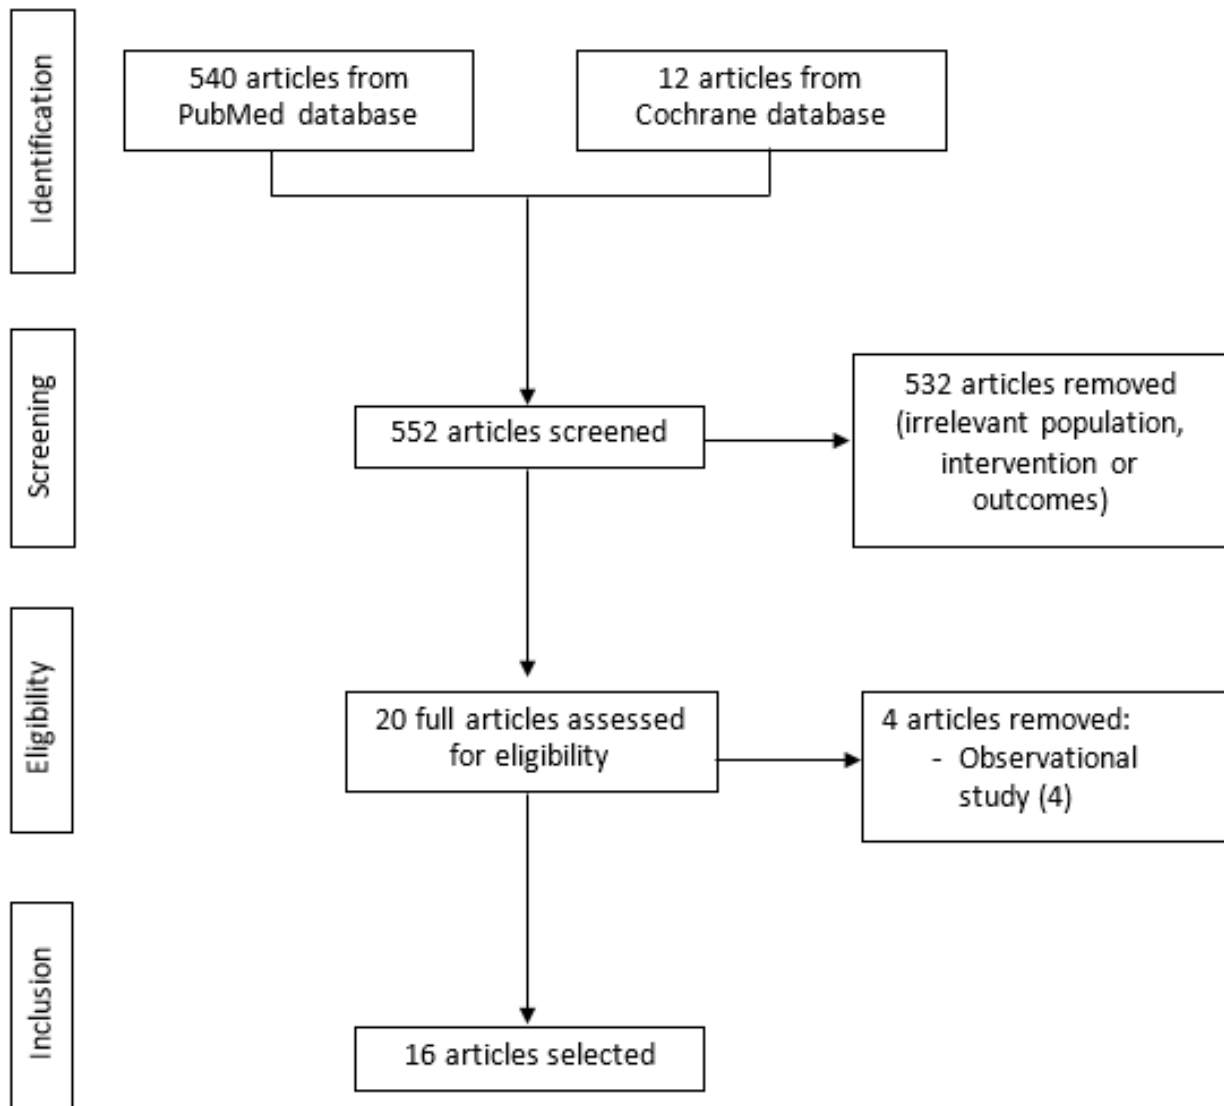 Identification
540 articles from
PubMed database
12 articles from
Cochrane database
Screening
552 articles screened
532 articles removed
(irrelevant population,
intervention or
outcomes)
Eligibility
20 full articles assessed
for eligibility
4 articles removed:
- Observational
study (4)
Inclusion
16 articles selected